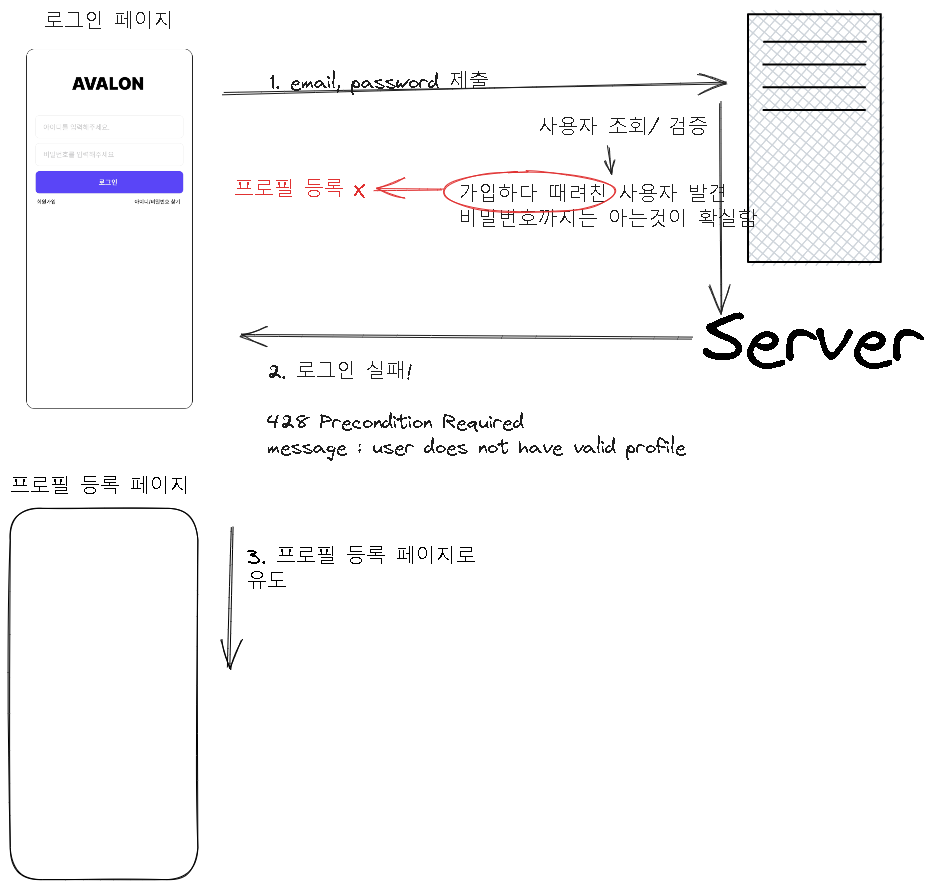 로그인 페이지
AVALON
아이디를 입력해주세요.
비밀번호를 입력해주세요.
로그인
회원가입
아이디/비밀번호 찾기
1. email, password 제출
사용자 조회/ 검증
프로필 등록 X
가입하다 때려친 사용자 발견
비밀번호까지는 아는것이 확실함
Server
2. 로그인 실패!
428 Precondition Required
message : user does not have valid profile
프로필 등록 페이지
3. 프로필 등록 페이지로
유도